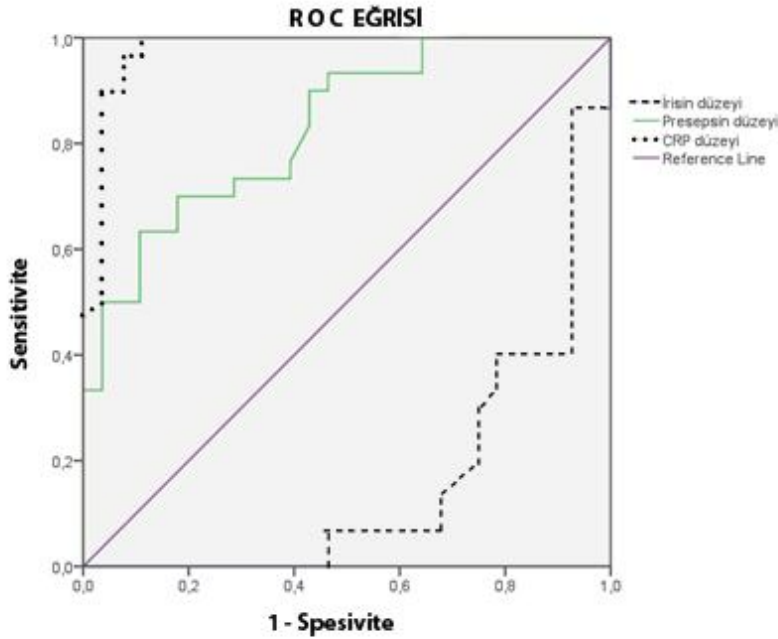 R O C EĞRİSİ
1,0
0,8
0,6
0,4
0,2
0,0
Sensitivite
0,0 0,2 0,4 0,6 0,8 1,0
1 - Spesivite
İrisin düzeyi
Presepsin düzeyi
CRP düzeyi
Reference Line